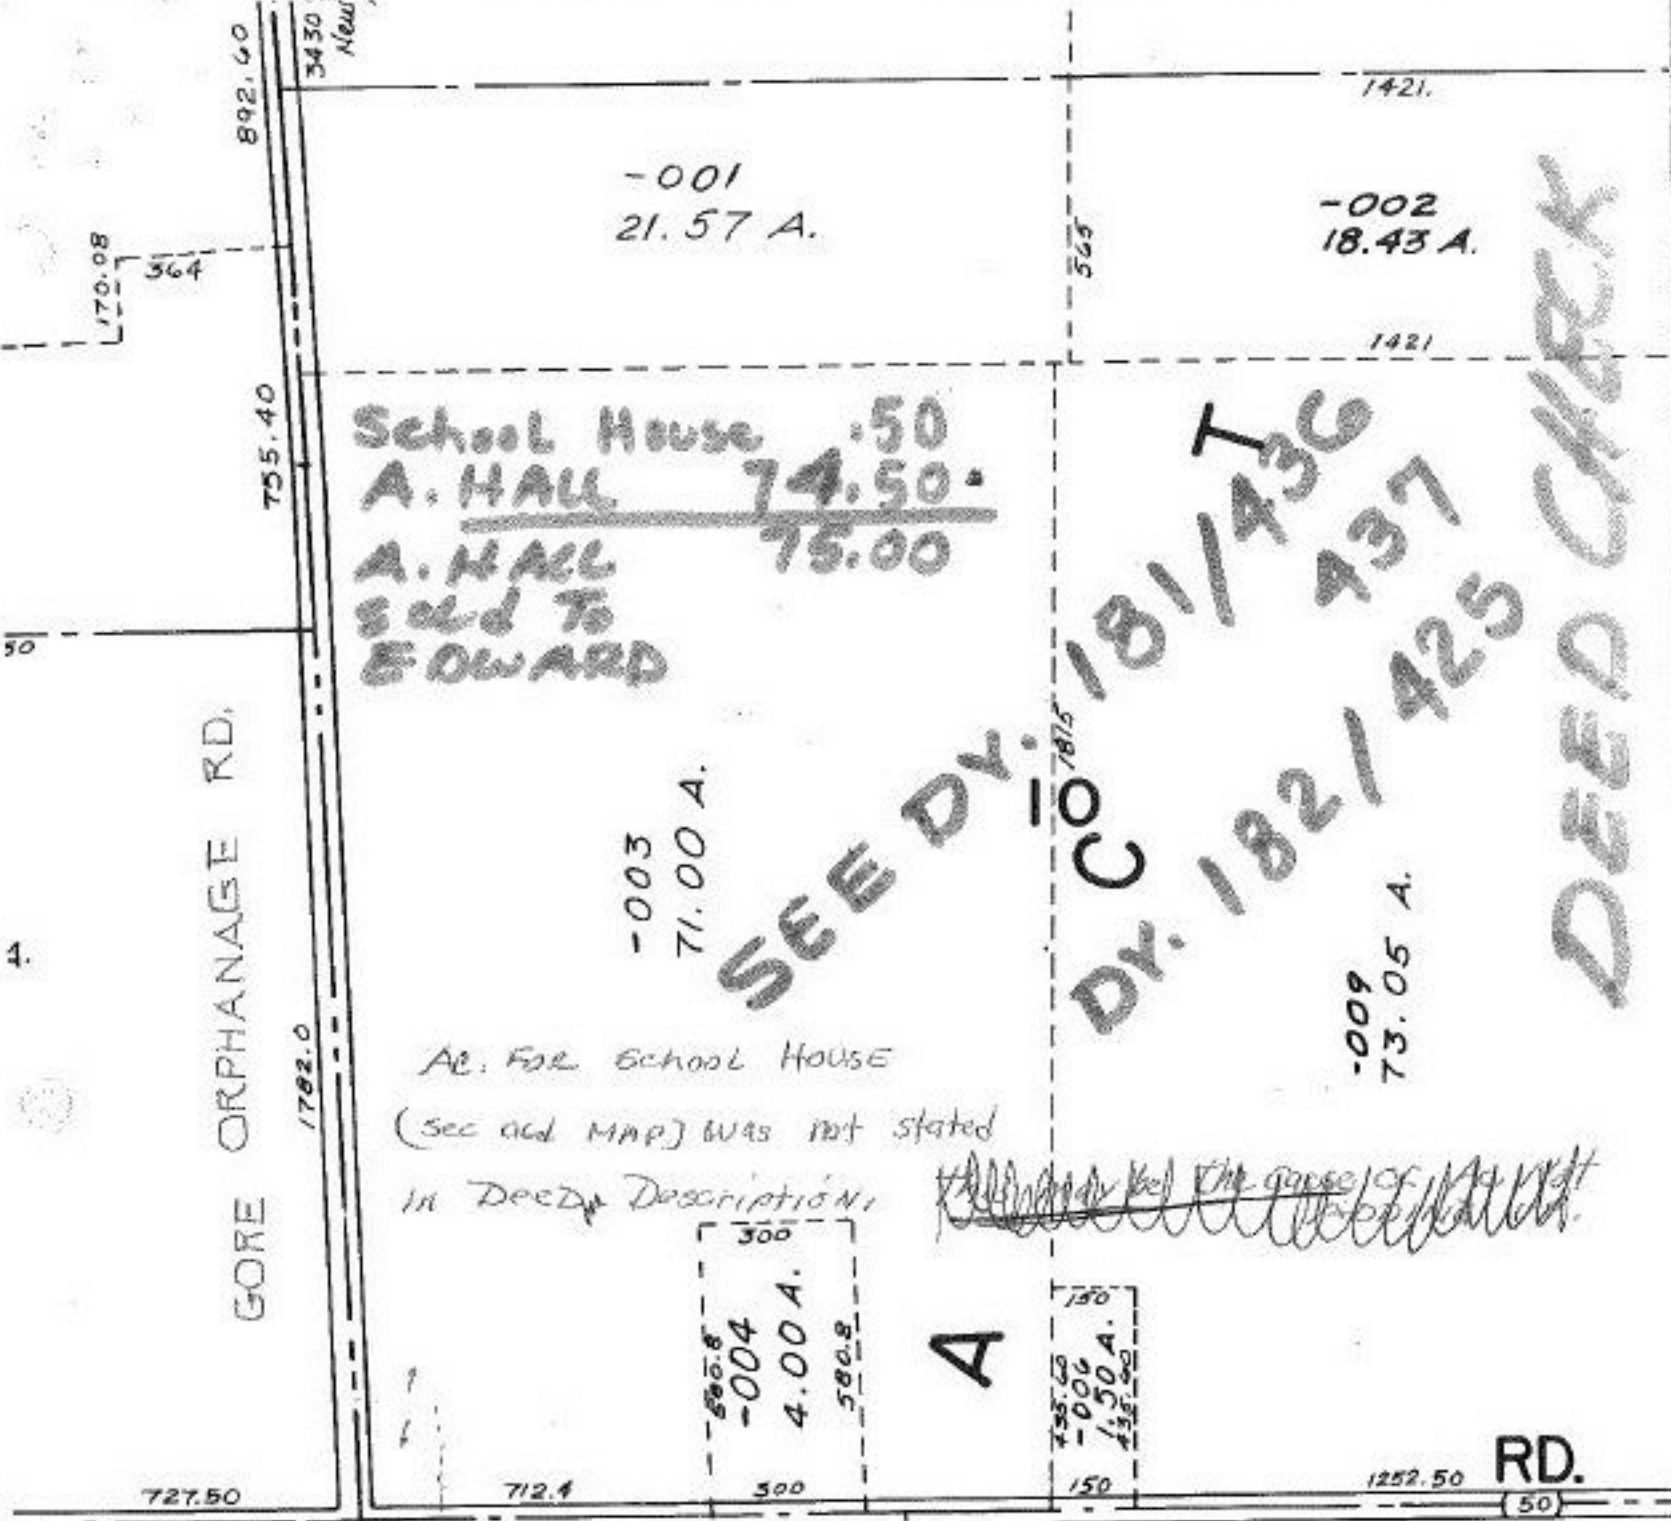 892.60
3430
New
1421.
-001
21.57 A.
-002
18.43 A.
565
170.08
364
1421
755.40
School House .50
A. HALL 74.50
A. HALL 75.00
Sold To
EDWARD
T
SEE DY. 181/436
437
DY. 182/425
DEED CHECK
50
GORE ORPHANAGE RD.
1782.0
-003
71.00 A.
1815
10
C
-009
73.05 A.
Ac. For School House
(see old MAP) was not stated
in Deed Description.
the cause of
300
580.8
-004
4.00 A.
580.8
A
150
435.60
-006
1.50 A.
435.60
727.50
712.4
300
150
1252.50
RD.
(50)